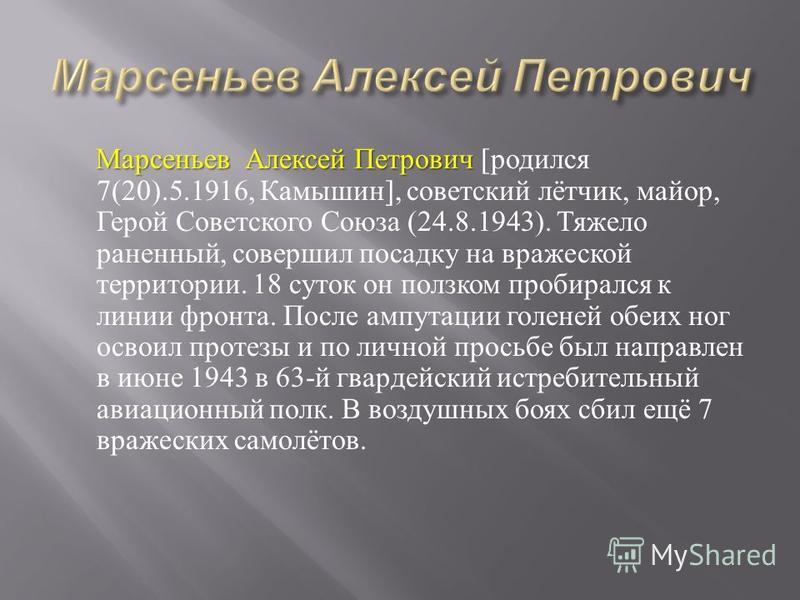 Марсеньев Алексей Петрович
Марсеньев Алексей Петрович [родился
7(20).5.1916, Камышин], советский лётчик, майор,
Герой Советского Союза (24.8.1943). Тяжело
раненный, совершил посадку на вражеской
территории. 18 суток он ползком пробирался к
линии фронта. После ампутации голеней обеих ног
освоил протезы и по личной просьбе был направлен
в июне 1943 в 63-й гвардейский истребительный
авиационный полк. В воздушных боях сбил ещё 7
вражеских самолётов.
MyShared